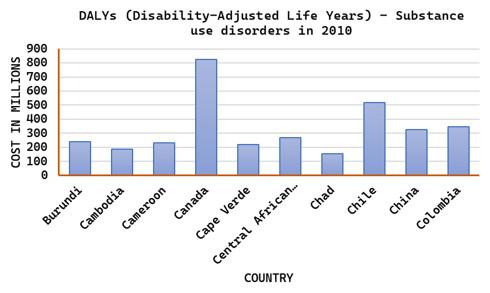 DALYs (Disability-Adjusted Life Years) - Substance
use disorders in 2010
COST IN MILLIONS
900
800
700
600
500
400
300
200
100
0
Burundi
Cambodia
Cameroon
Canada
Cape Verde
Central African…
Chad
Chile
China
Colombia
COUNTRY